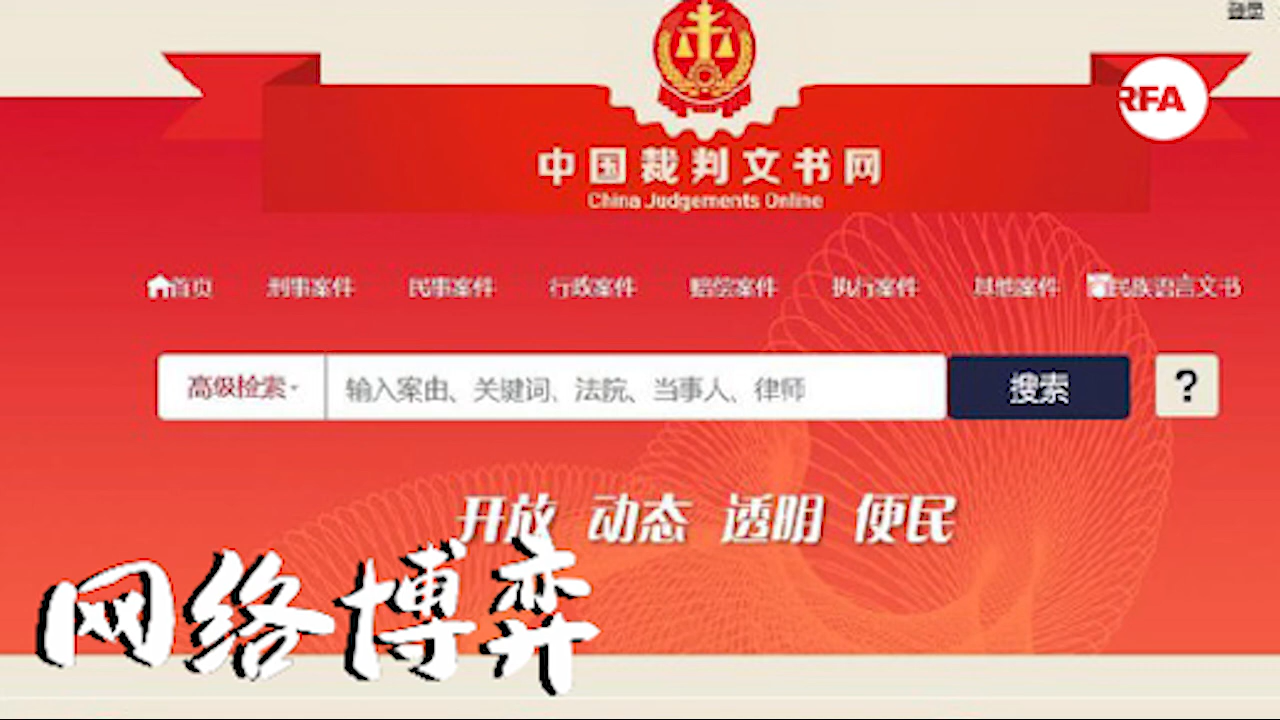 登录
RFA
中国裁判文书网
China Judgements Online
首页 刑事案件 民事案件 行政案件 赔偿案件 执行案件 其他案件 民族语言文书
高级检索 输入案由、关键词、法院、当事人、律师 搜索 ?
开放 动态 透明 便民
网络博弈